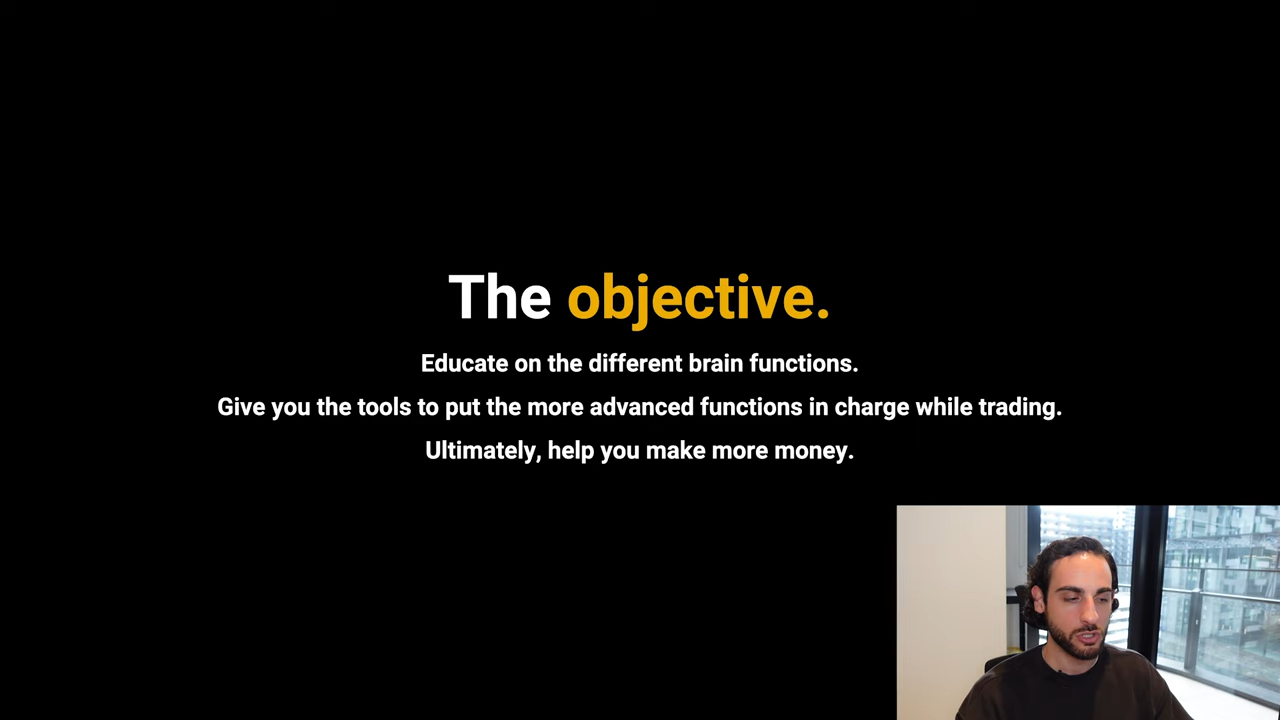 The objective.
Educate on the different brain functions.
Give you the tools to put the more advanced functions in charge while trading.
Ultimately, help you make more money.